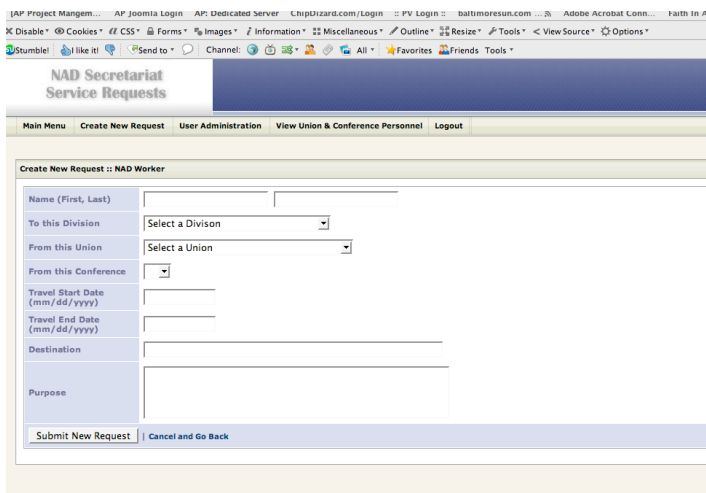 |AP Project Mangem... AP Joomla Login AP: Dedicated Server Chiplizard.com/Login :: PV Login :: baltimoresun.com ... Adobe Acrobat Conn... Faith In A
Disable Cookies CSS Forms Images Information Miscellaneous Outline Resize Tools View Source Options
Stumble! I like it! Send to Channel: All Favorites Friends Tools
NAD Secretariat
Service Requests
Main Menu Create New Request User Administration View Union & Conference Personnel Logout
Create New Request :: NAD Worker
Name (First, Last)
To this Division Select a Divison
From this Union Select a Union
From this Conference
Travel Start Date
(mm/dd/yyyy)
Travel End Date
(mm/dd/yyyy)
Destination
Purpose
Submit New Request | Cancel and Go Back